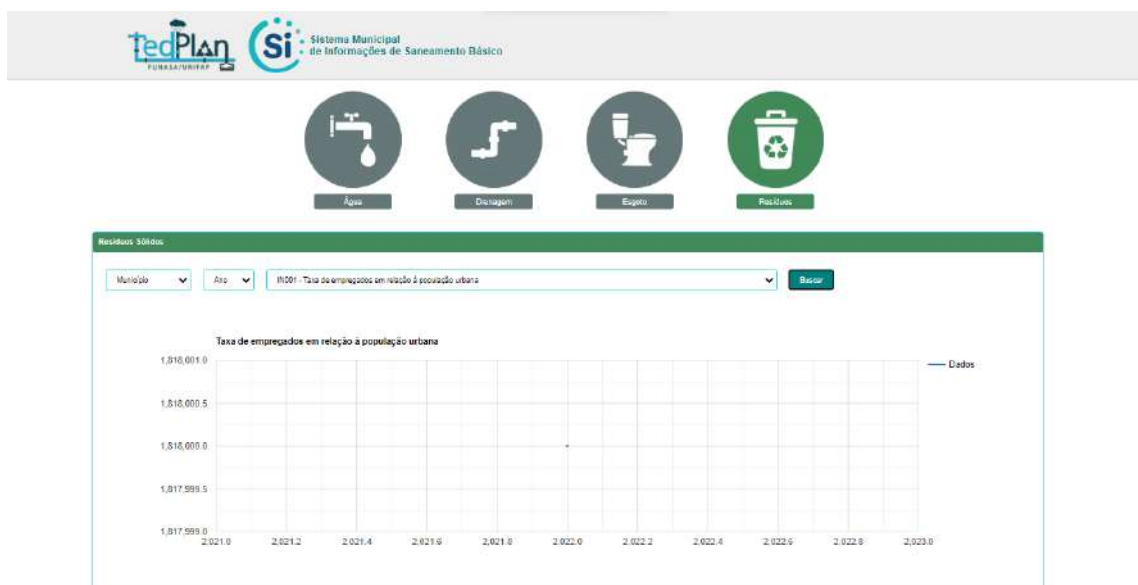 TedPlan
FUNASA/UNIFAP
Si
Sistema Municipal
de Informações de Saneamento Básico
Água
Drenagem
Esgoto
Resíduos
Resíduos Sólidos
Município
Ano
IN001 - Taxa de empregados em relação à população urbana
Buscar
Taxa de empregados em relação à população urbana
1,818,001.0
Dados
1,818,000.5
1,818,000.0
1,817,999.5
1,817,999.0
2,021.0 2,021.2 2,021.4 2,021.6 2,021.8 2,022.0 2,022.2 2,022.4 2,022.6 2,022.8 2,023.0